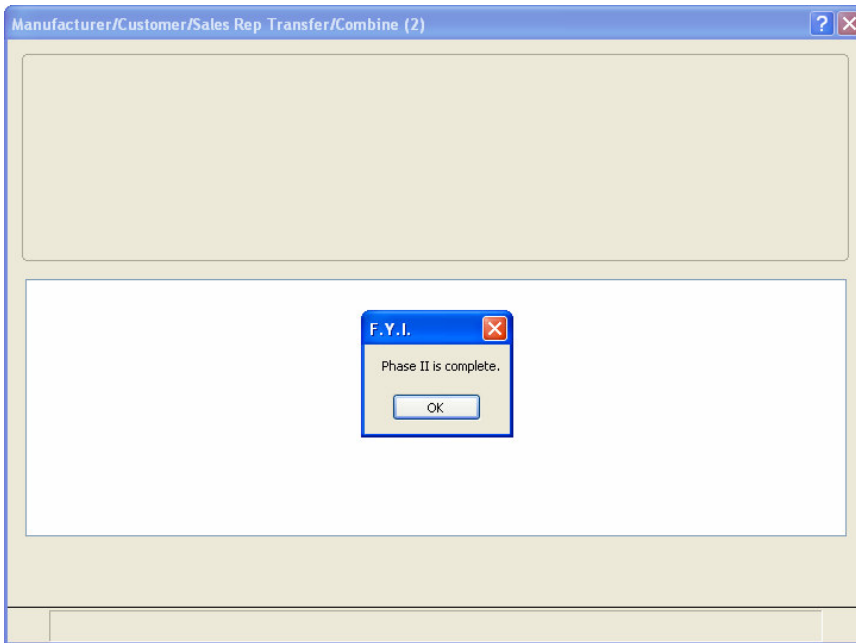 Manufacturer/Customer/Sales Rep Transfer/Combine (2)
F.Y.I.
Phase II is complete.
OK